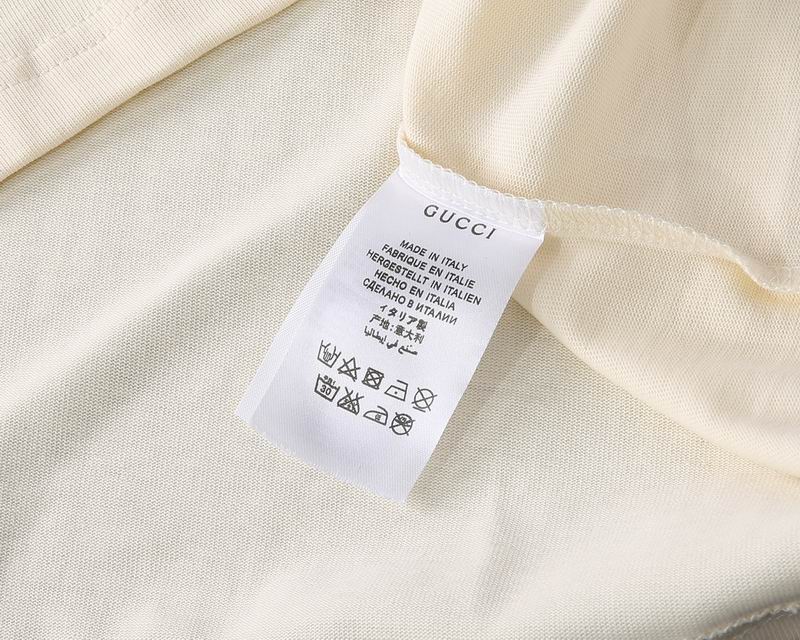 GUCCI
MADE IN ITALY
FABRIQUE EN ITALIE
HERGESTELLT IN ITALIEN
HECHO EN ITALIA
СДЕЛАНО В ИТАЛИИ
イタリア製
产地:意大利
صنع في إيطاليا
30